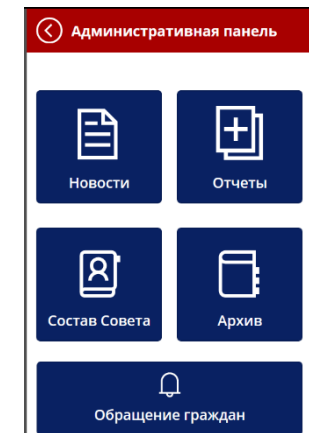 Административная панель
Новости
Отчеты
Состав Совета
Архив
Обращение граждан